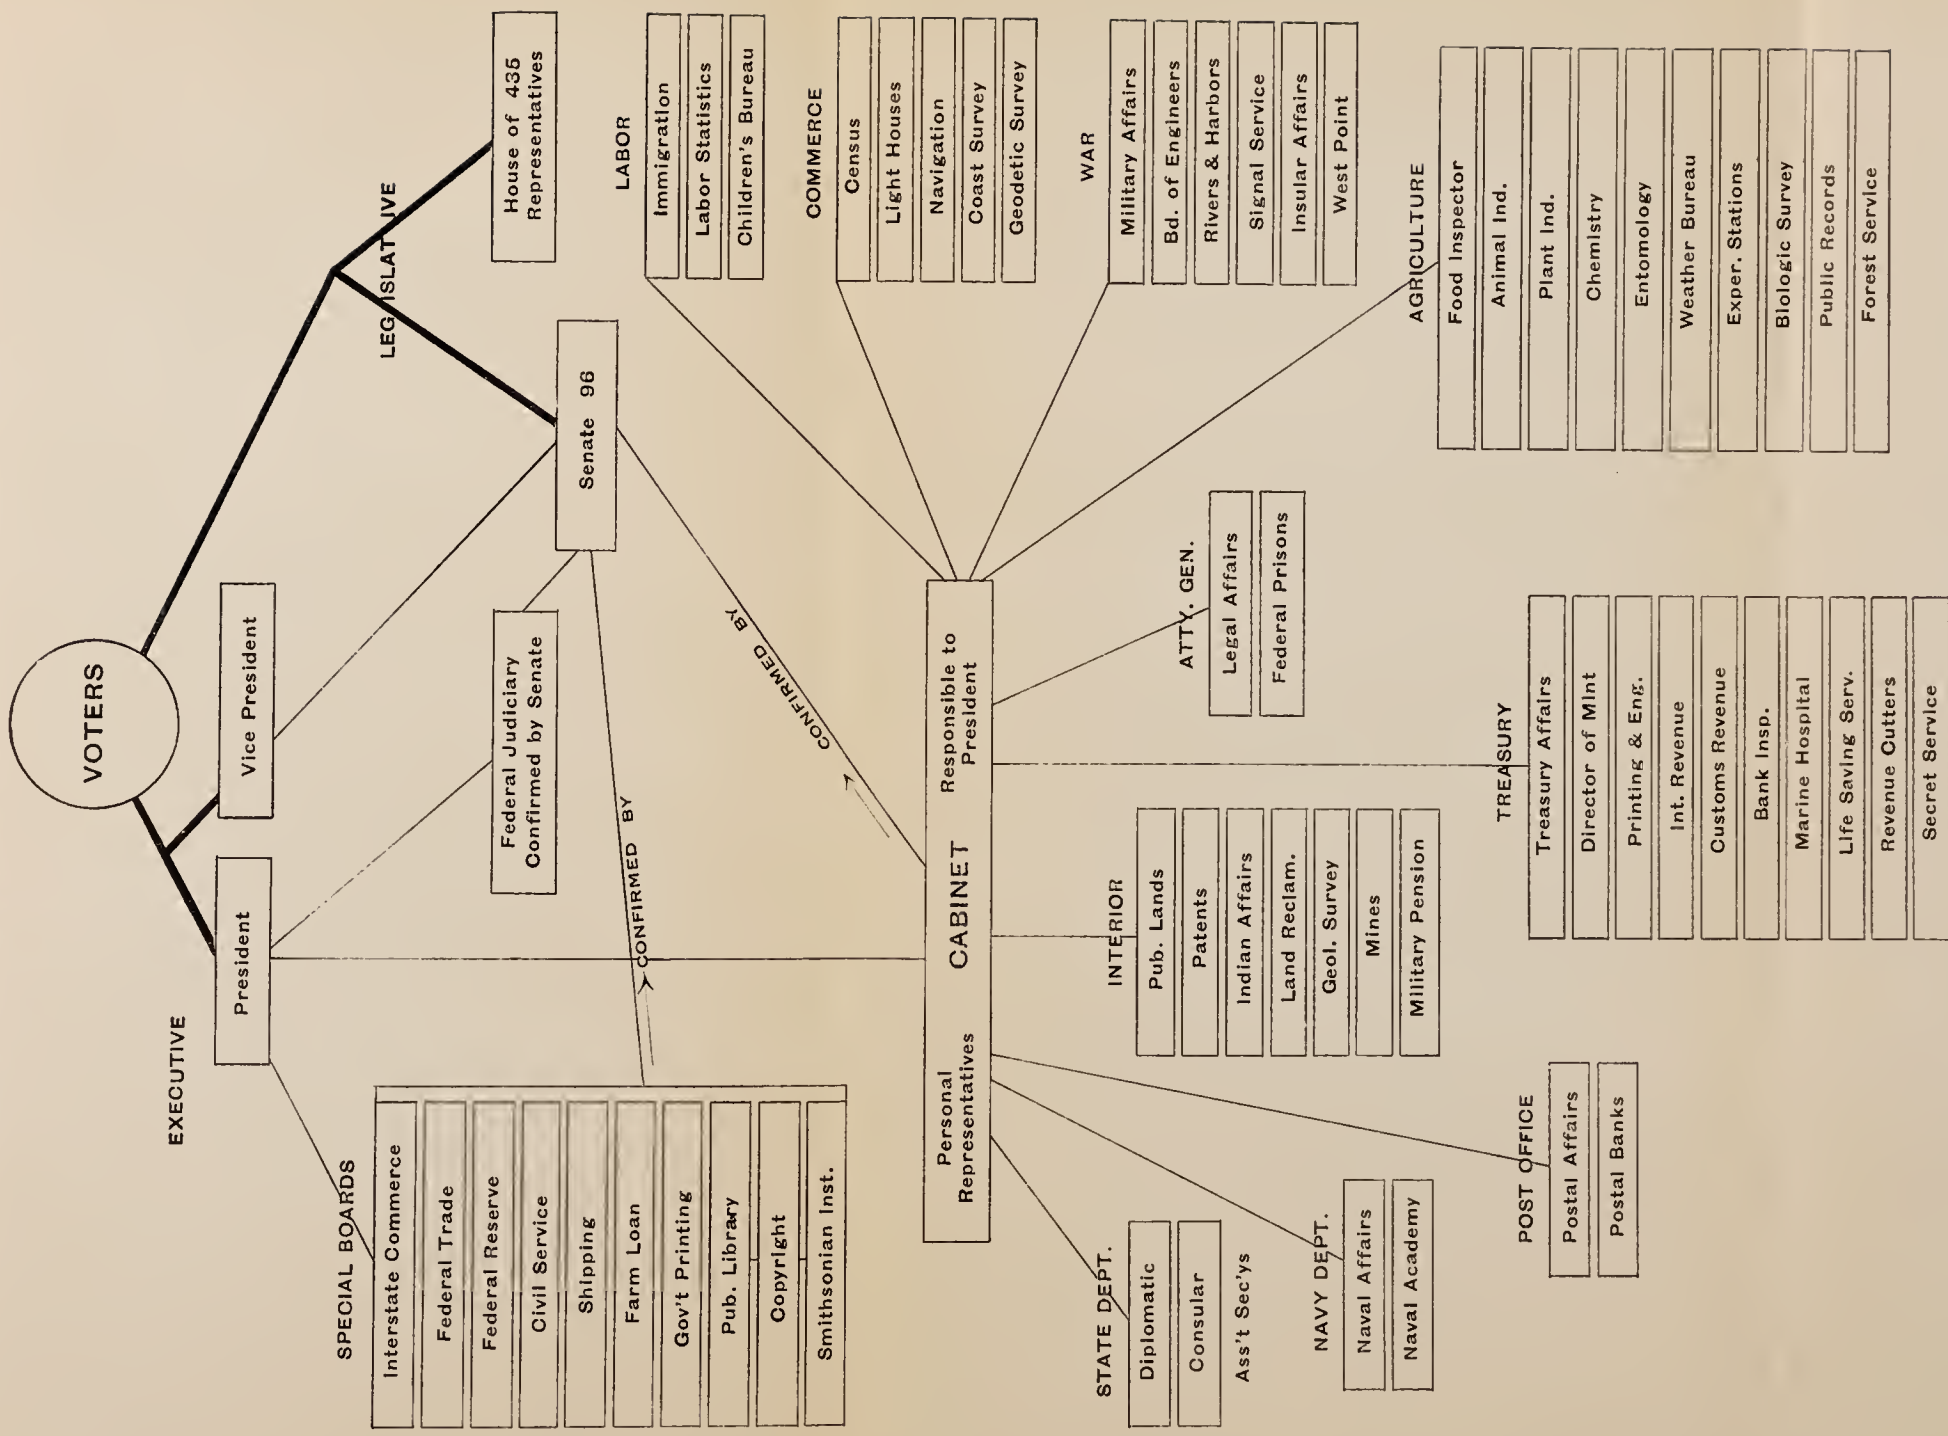 VOTERS
EXECUTIVE
President
Vice President
LEGISLATIVE
Senate 96
House of 435
Representatives
Federal Judiciary
Confirmed by Senate
SPECIAL BOARDS
Interstate Commerce
Federal Trade
Federal Reserve
Civil Service
Shipping
Farm Loan
Gov't Printing
Pub. Library
Copyright
Smithsonian Inst.
CONFIRMED BY
CONFIRMED BY
Personal
Representatives
CABINET
Responsible to
President
STATE DEPT.
Diplomatic
Consular
Ass't Sec'ys
NAVY DEPT.
Naval Affairs
Naval Academy
POST OFFICE
Postal Affairs
Postal Banks
INTERIOR
Pub. Lands
Patents
Indian Affairs
Land Reclam.
Geol. Survey
Mines
Military Pension
TREASURY
Treasury Affairs
Director of Mint
Printing & Eng.
Int. Revenue
Customs Revenue
Bank Insp.
Marine Hospital
Life Saving Serv.
Revenue Cutters
Secret Service
ATTY. GEN.
Legal Affairs
Federal Prisons
LABOR
Immigration
Labor Statistics
Children's Bureau
COMMERCE
Census
Light Houses
Navigation
Coast Survey
Geodetic Survey
WAR
Military Affairs
Bd. of Engineers
Rivers & Harbors
Signal Service
Insular Affairs
West Point
AGRICULTURE
Food Inspector
Animal Ind.
Plant Ind.
Chemistry
Entomology
Weather Bureau
Exper. Stations
Biologic Survey
Public Records
Forest Service